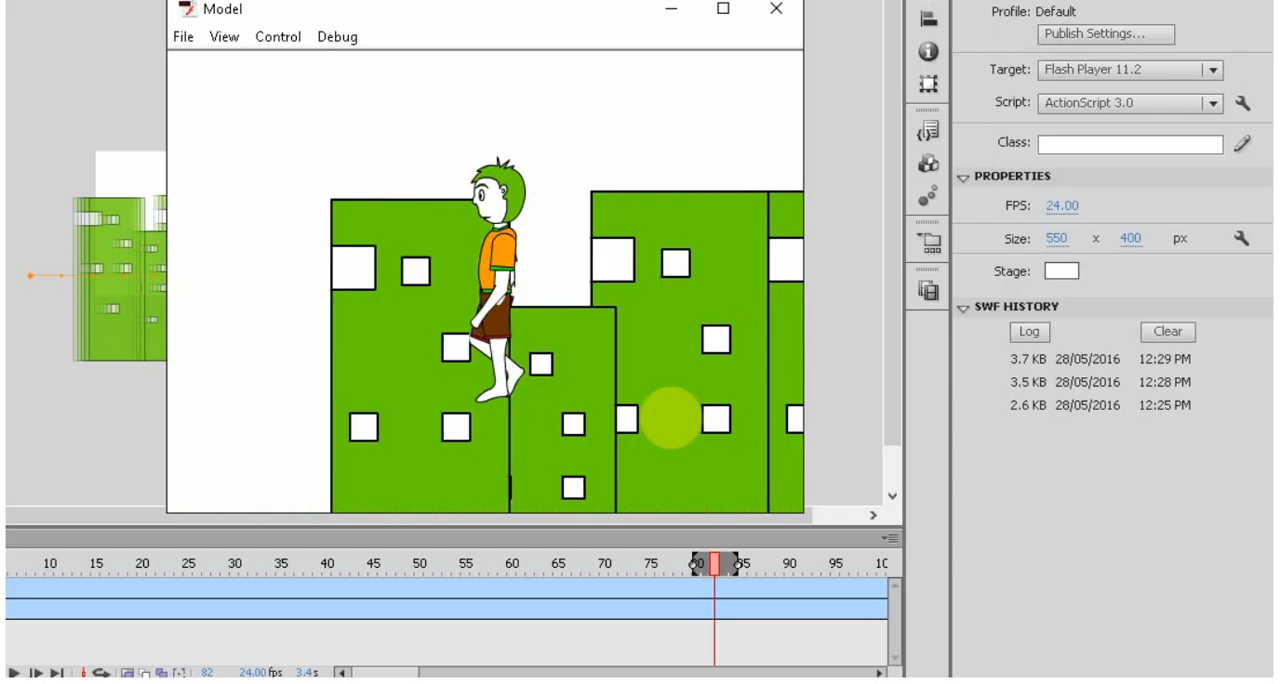 Model
File View Control Debug
Profile: Default
Publish Settings...
Target: Flash Player 11.2
Script: ActionScript 3.0
Class:
PROPERTIES
FPS: 24.00
Size: 550 x 400 px
Stage:
SWF HISTORY
Log Clear
3.7 KB 28/05/2016 12:29 PM
3.5 KB 28/05/2016 12:28 PM
2.6 KB 28/05/2016 12:25 PM
10 15 20 25 30 35 40 45 50 55 60 65 70 75 80 85 90 95
82 24.00 fps 3.4 s